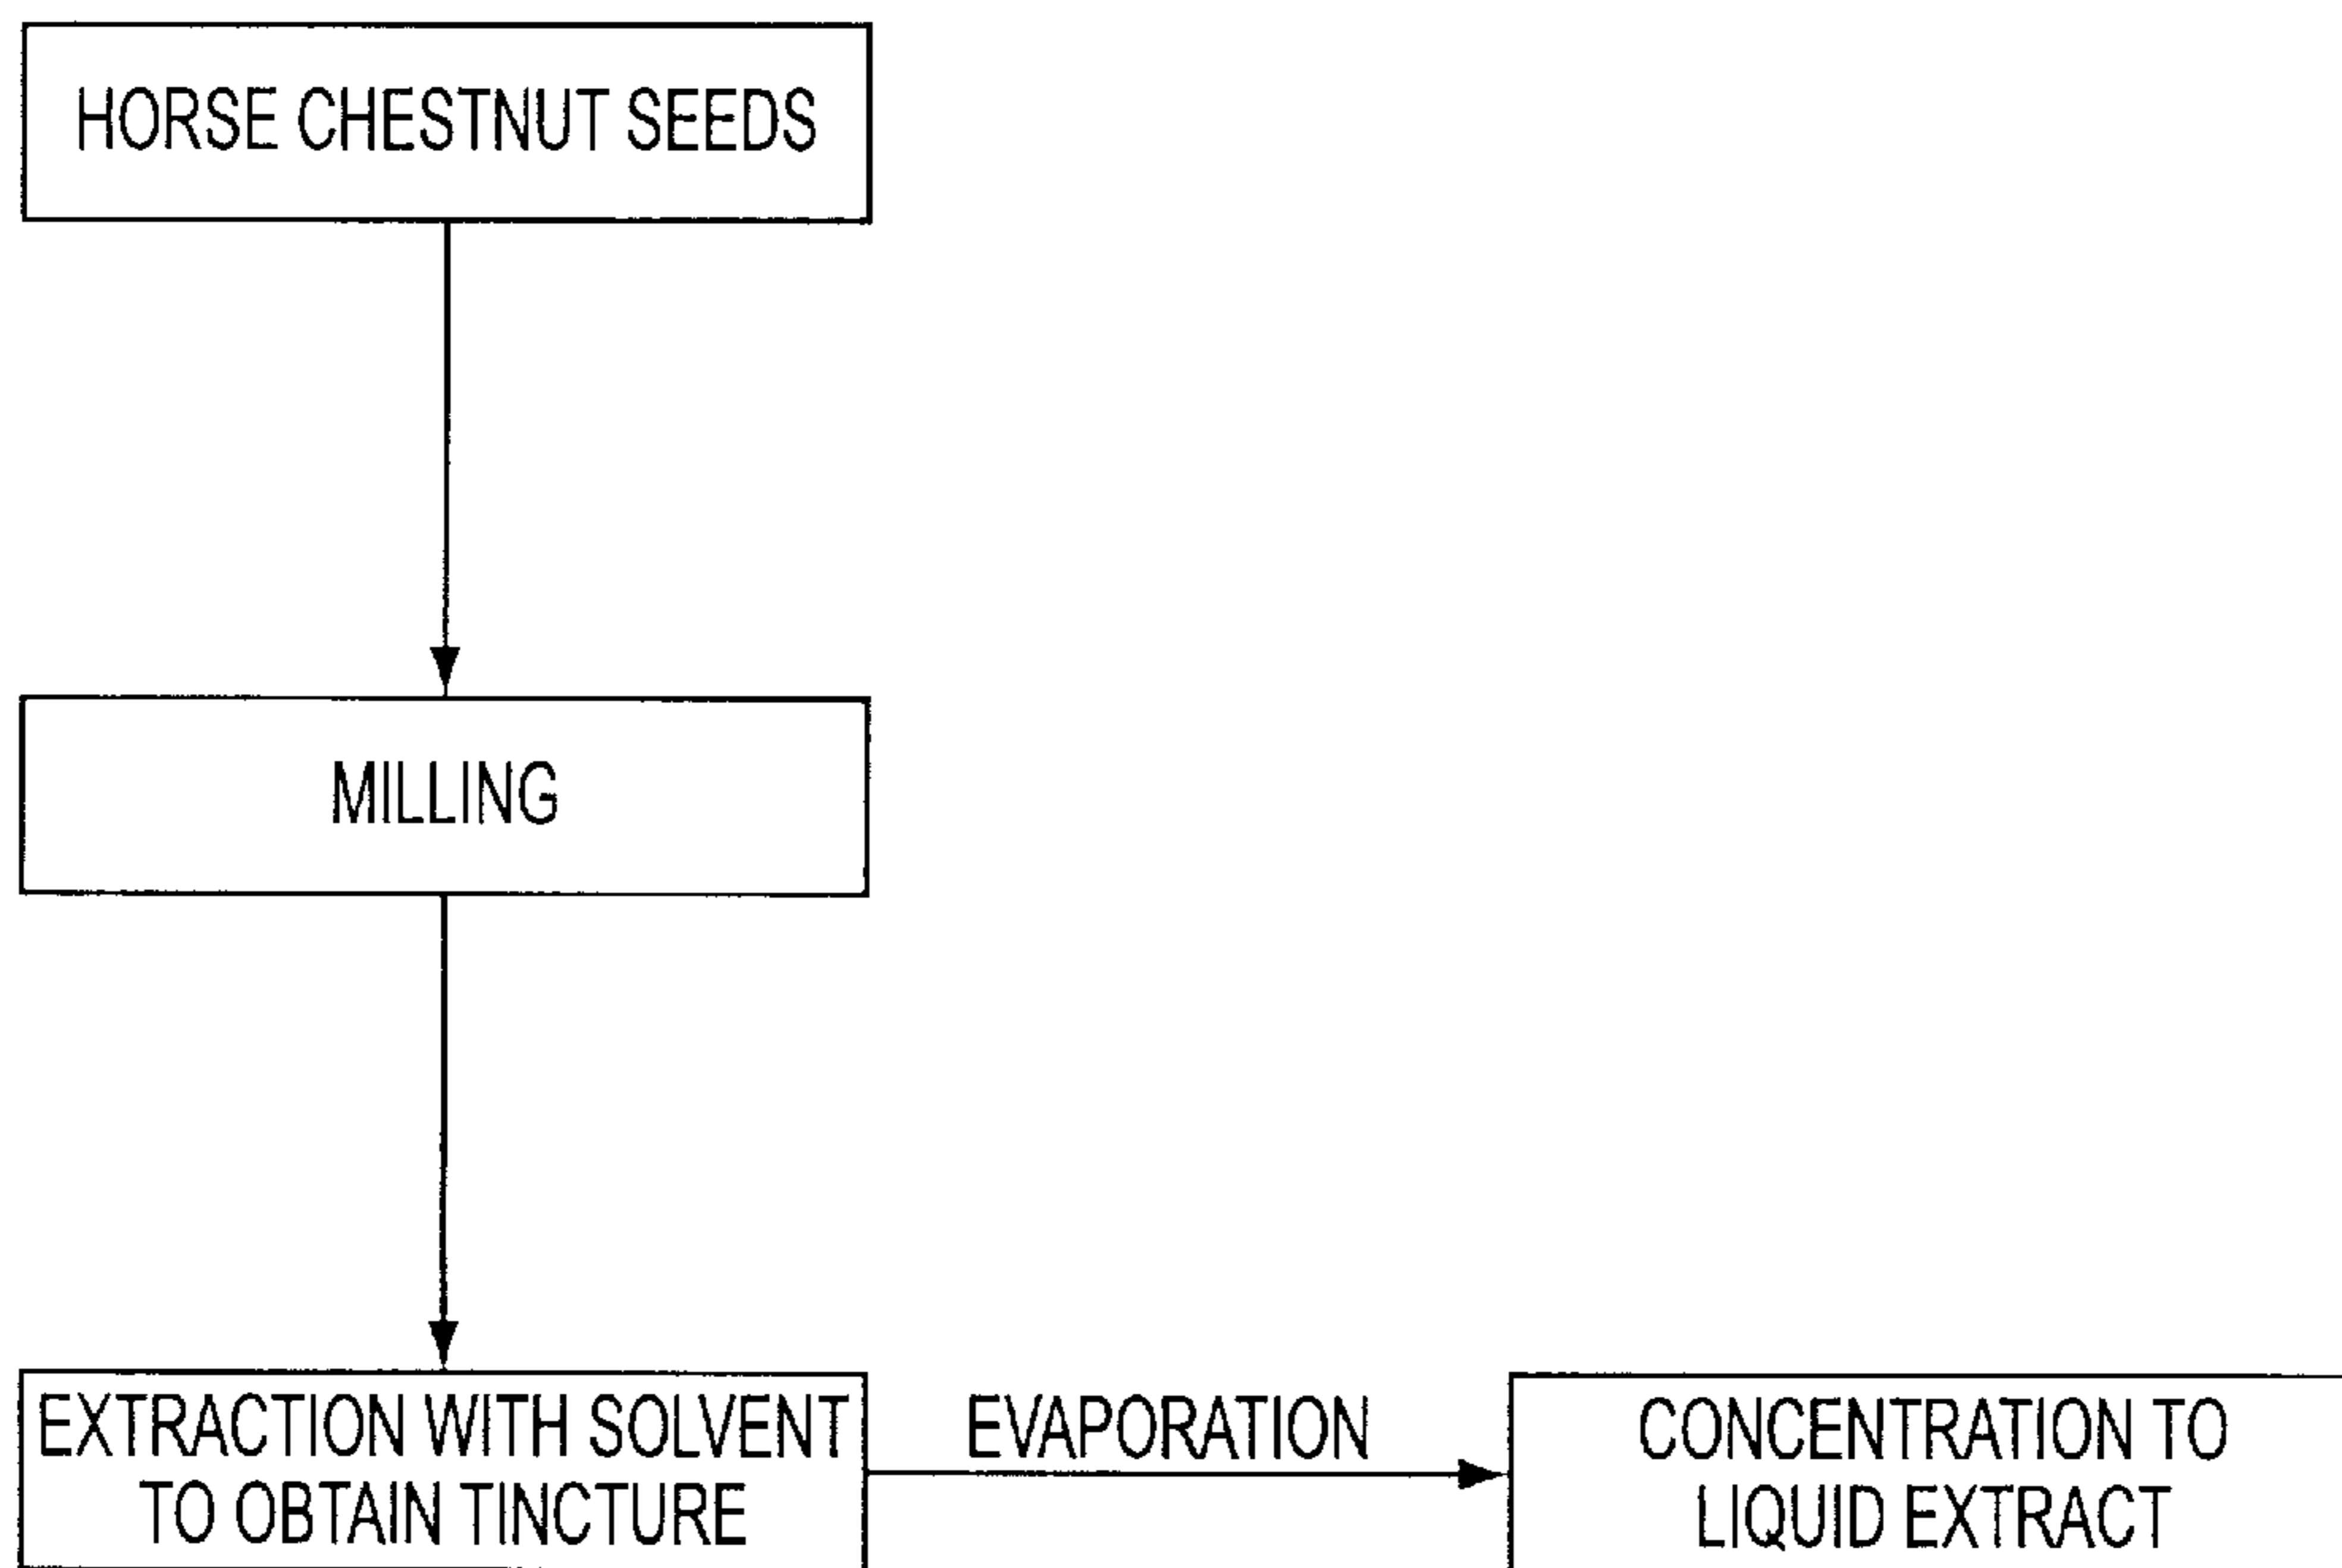 HORSE CHESTNUT SEEDS
MILLING
EXTRACTION WITH SOLVENT
TO OBTAIN TINCTURE
EVAPORATION
CONCENTRATION TO
LIQUID EXTRACT